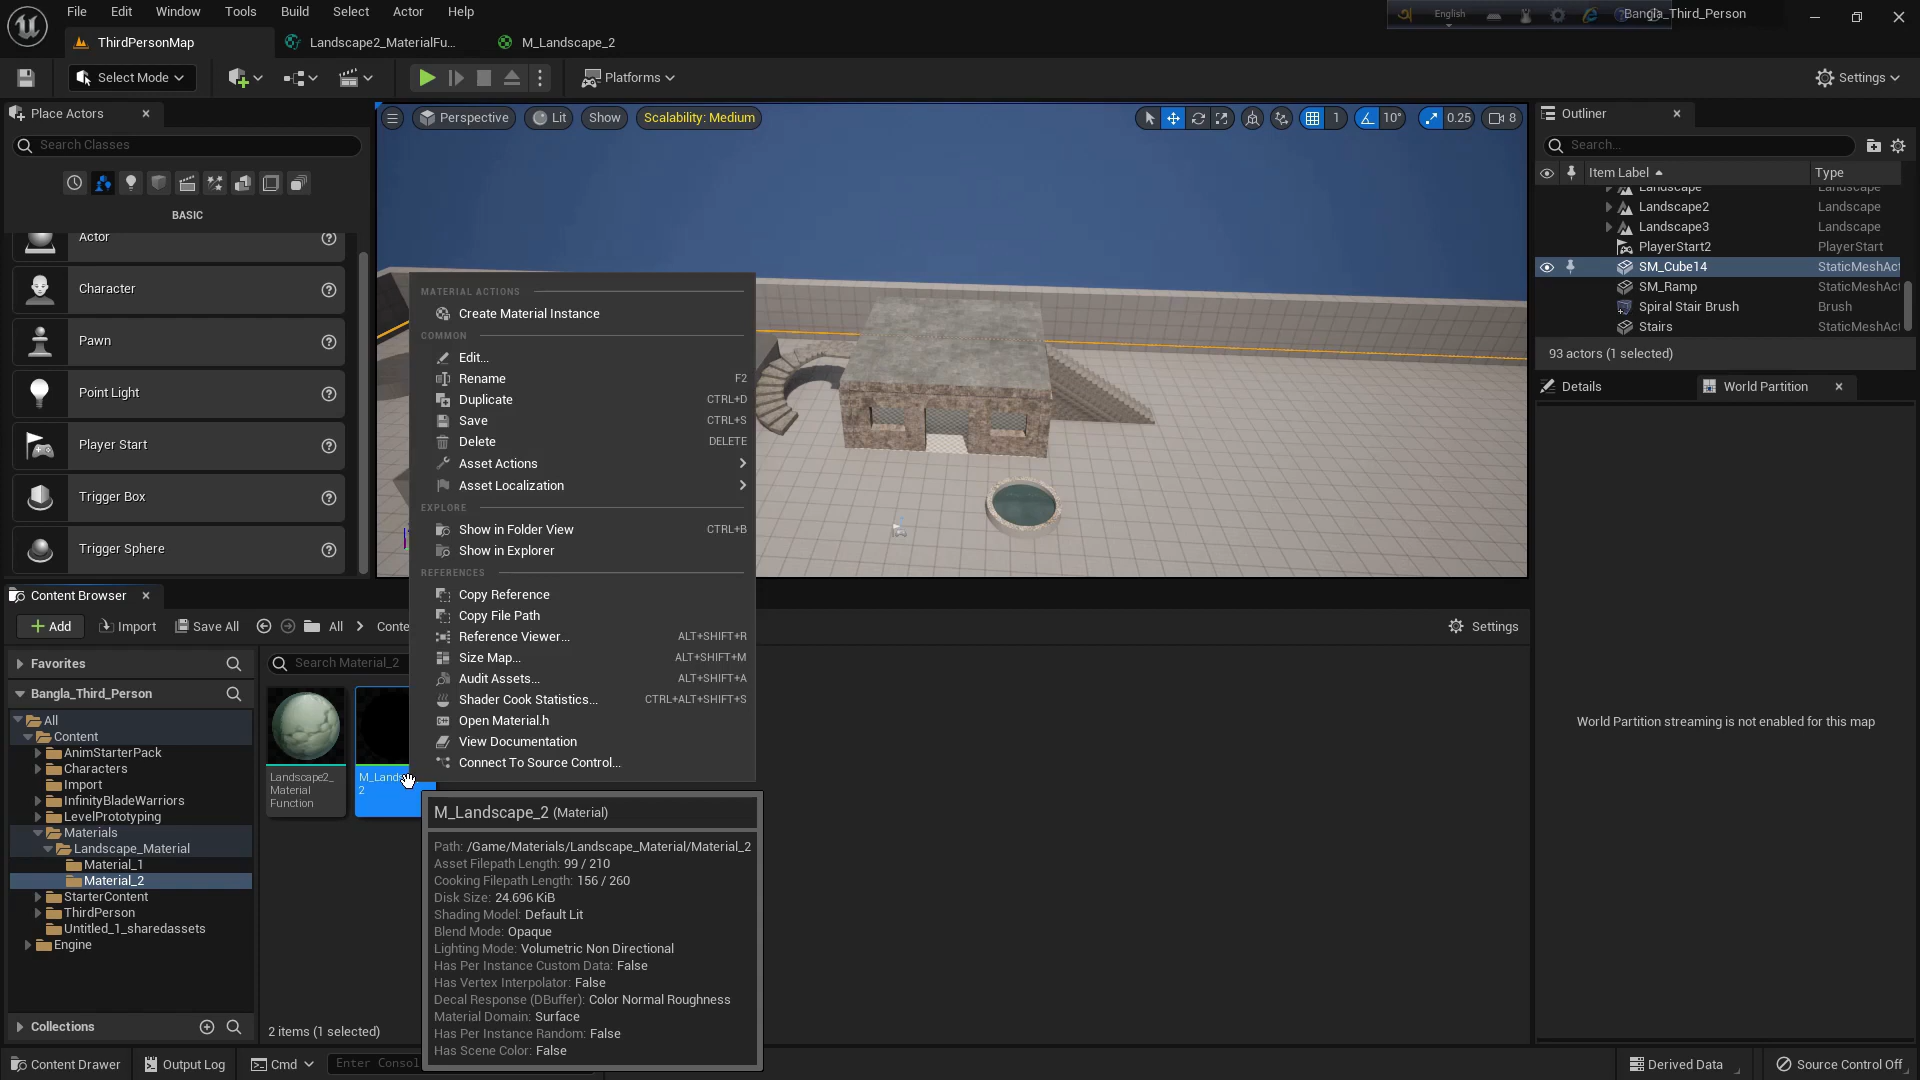 File Edit Window Tools Build Select Actor Help
English
Bangla_Third_Person
ThirdPersonMap
Landscape2_MaterialFu...
M_Landscape_2
Select Mode
Platforms
Settings
Place Actors
Search Classes
BASIC
Actor
Character
Pawn
Point Light
Player Start
Trigger Box
Trigger Sphere
Perspective
Lit
Show
Scalability: Medium
1
10°
0.25
8
Outliner
Search...
Item Label
Type
Landscape Landscape
Landscape2 Landscape
Landscape3 Landscape
PlayerStart2 PlayerStart
SM_Cube14 StaticMeshAct
SM_Ramp StaticMeshAct
Spiral Stair Brush Brush
Stairs StaticMeshAct
93 actors (1 selected)
Details
World Partition
World Partition streaming is not enabled for this map
MATERIAL ACTIONS
Create Material Instance
COMMON
Edit...
Rename F2
Duplicate CTRL+D
Save CTRL+S
Delete DELETE
Asset Actions
Asset Localization
EXPLORE
Show in Folder View CTRL+B
Show in Explorer
REFERENCES
Copy Reference
Copy File Path
Reference Viewer... ALT+SHIFT+R
Size Map... ALT+SHIFT+M
Audit Assets... ALT+SHIFT+A
Shader Cook Statistics... CTRL+ALT+SHIFT+S
Open Material.h
View Documentation
Connect To Source Control...
Content Browser
Add
Import
Save All
All
Conte
Settings
Favorites
Bangla_Third_Person
All
Content
AnimStarterPack
Characters
Import
InfinityBladeWarriors
LevelPrototyping
Materials
Landscape_Material
Material_1
Material_2
StarterContent
ThirdPerson
Untitled_1_sharedassets
Engine
Collections
Search Material_2
Landscape2_
Material
Function
M_Lands
2
2 items (1 selected)
M_Landscape_2 (Material)
Path: /Game/Materials/Landscape_Material/Material_2
Asset Filepath Length: 99 / 210
Cooking Filepath Length: 156 / 260
Disk Size: 24.696 KiB
Shading Model: Default Lit
Blend Mode: Opaque
Lighting Mode: Volumetric Non Directional
Has Per Instance Custom Data: False
Has Vertex Interpolator: False
Decal Response (DBuffer): Color Normal Roughness
Material Domain: Surface
Has Per Instance Random: False
Has Scene Color: False
Content Drawer
Output Log
Cmd
Enter Consol
Derived Data
Source Control Off